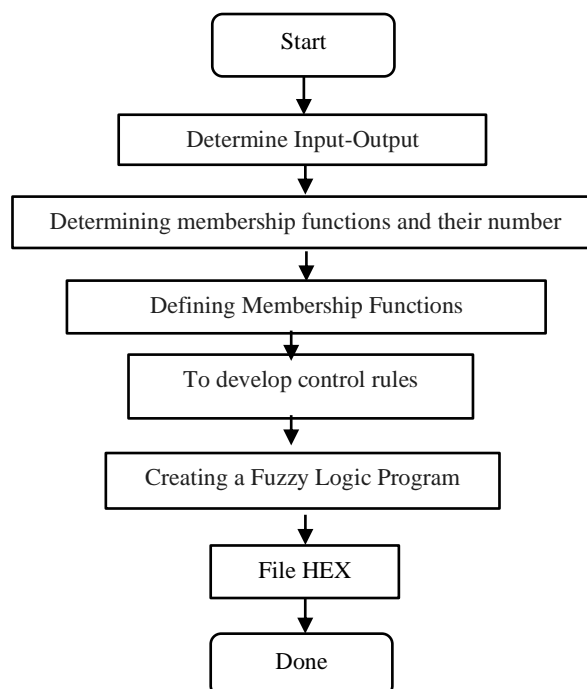 Start
Determine Input-Output
Determining membership functions and their number
Defining Membership Functions
To develop control rules
Creating a Fuzzy Logic Program
File HEX
Done